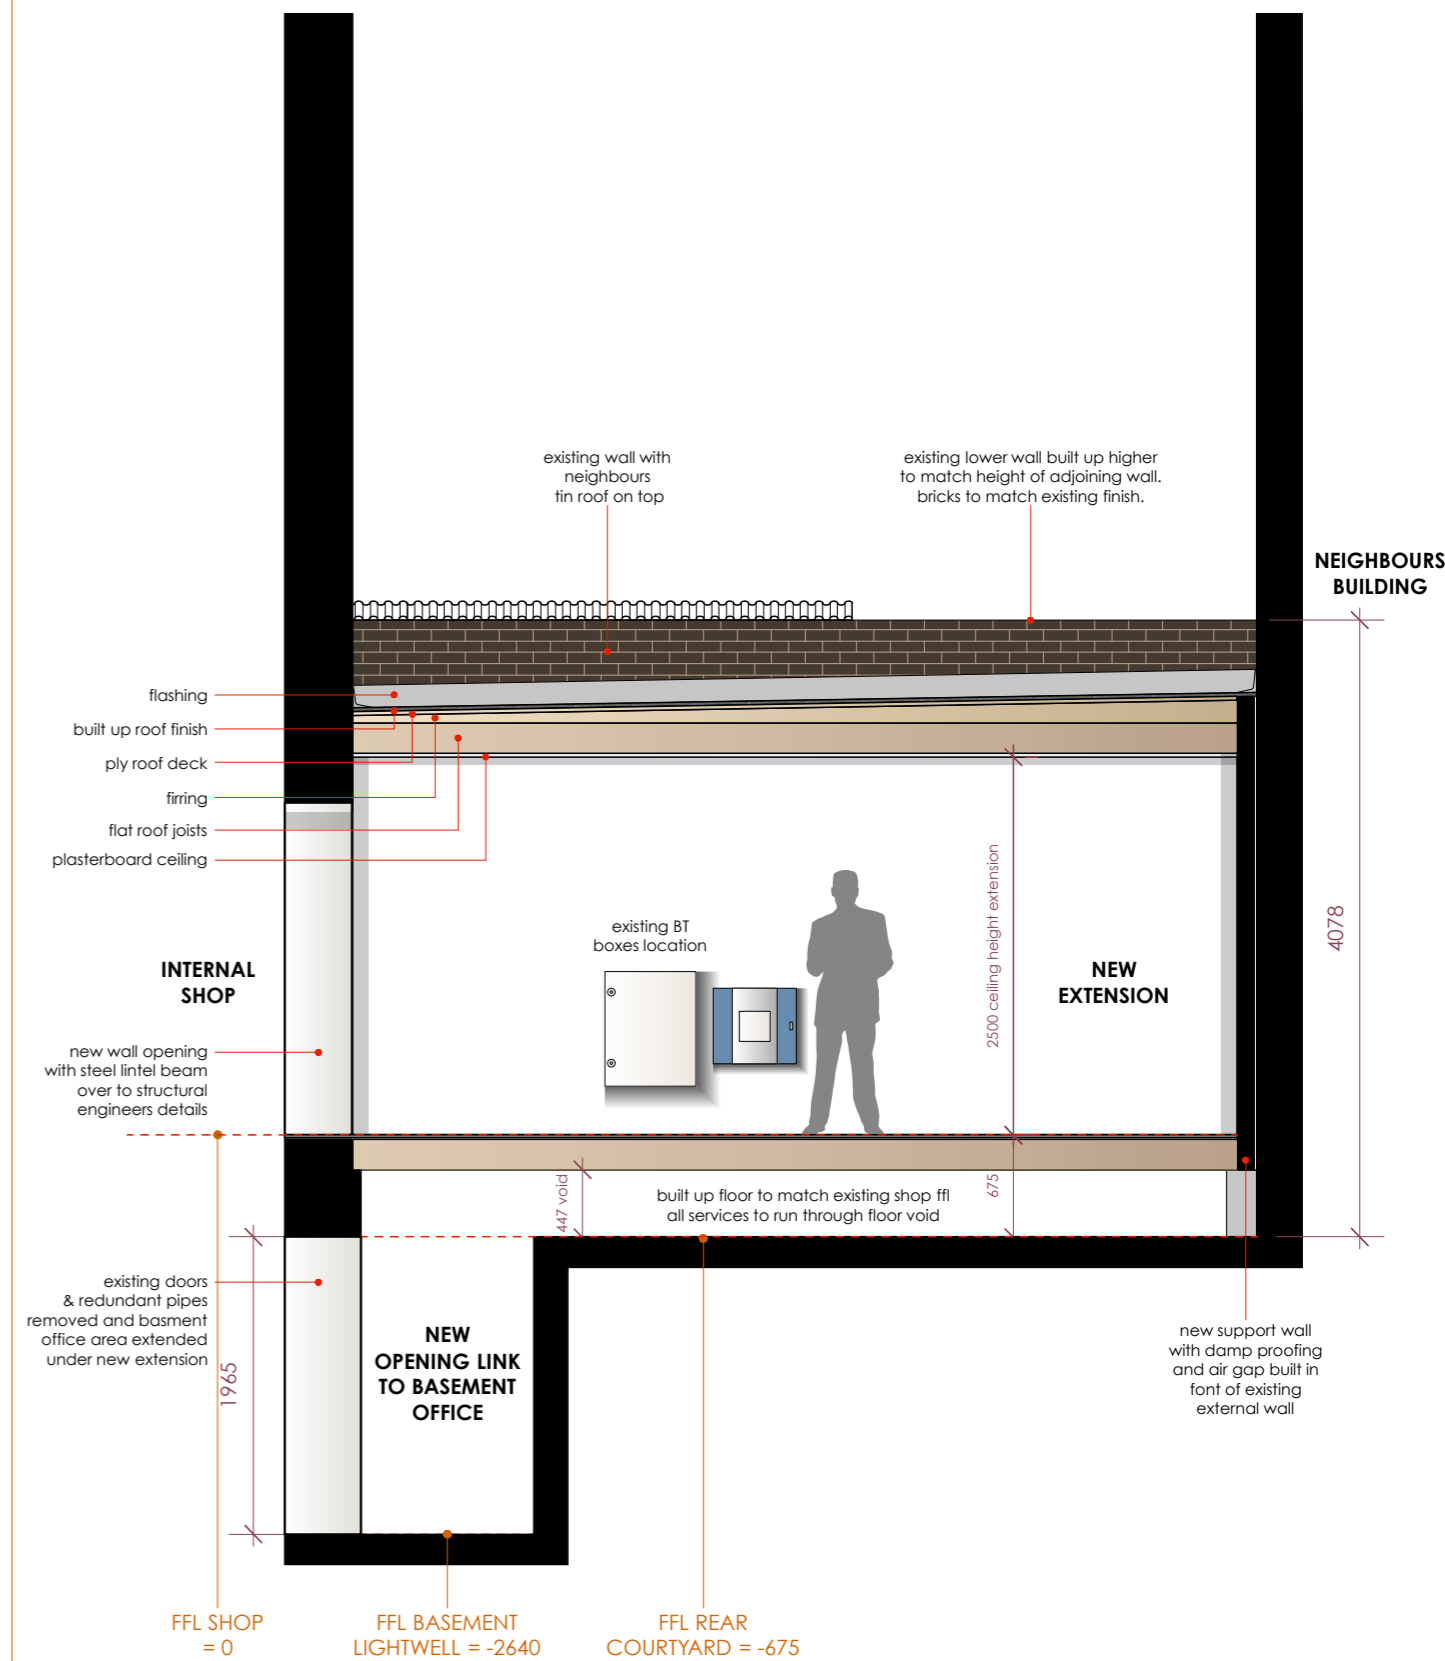 existing wall with
neighbours
tin roof on top
existing lower wall built up higher
to match height of adjoining wall.
bricks to match existing finish.
NEIGHBOURS
BUILDING
flashing
built up roof finish
ply roof deck
firring
flat roof joists
plasterboard ceiling
2500 ceiling height extension
4078
existing BT
boxes location
INTERNAL
SHOP
NEW
EXTENSION
new wall opening
with steel lintel beam
over to structural
engineers details
447 void
built up floor to match existing shop ffl
all services to run through floor void
675
existing doors
& redundant pipes
removed and basment
office area extended
under new extension
1965
NEW
OPENING LINK
TO BASEMENT
OFFICE
new support wall
with damp proofing
and air gap built in
font of existing
external wall
FFL SHOP
= 0
FFL BASEMENT
LIGHTWELL = -2640
FFL REAR
COURTYARD = -675